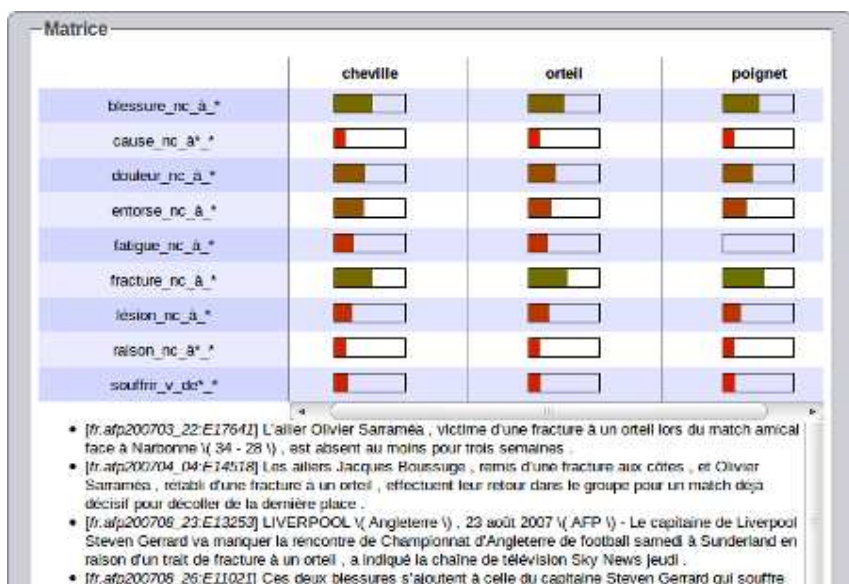 Matrice
cheville orteil poignet
blessure_nc_à_*
cause_nc_à*_*
douleur_nc_à_*
entorse_nc_à_*
fatigue_nc_à_*
fracture_nc_à_*
lésion_nc_à_*
raison_nc_à*_*
souffrir_v_de*_*
• [fr.afp200703_22:E17641] L'ailier Olivier Sarraméa , victime d'une fracture à un orteil lors du match amical
face à Narbonne \( 34 - 28 \) , est absent au moins pour trois semaines .
• [fr.afp200704_04:E14518] Les ailiers Jacques Boussuge , remis d'une fracture aux côtes , et Olivier
Sarraméa , rétabli d'une fracture à un orteil , effectuent leur retour dans le groupe pour un match déjà
décisif pour décoller de la dernière place .
• [fr.afp200708_23:E13253] LIVERPOOL \( Angleterre \) , 23 août 2007 \( AFP \) - Le capitaine de Liverpool
Steven Gerrard va manquer la rencontre de Championnat d'Angleterre de football samedi à Sunderland en
raison d'un trait de fracture à un orteil , a indiqué la chaîne de télévision Sky News jeudi .
• [fr.afp200708_26:E11021] Ces deux blessures s'ajoutent à celle du capitaine Steven Gerrard qui souffre